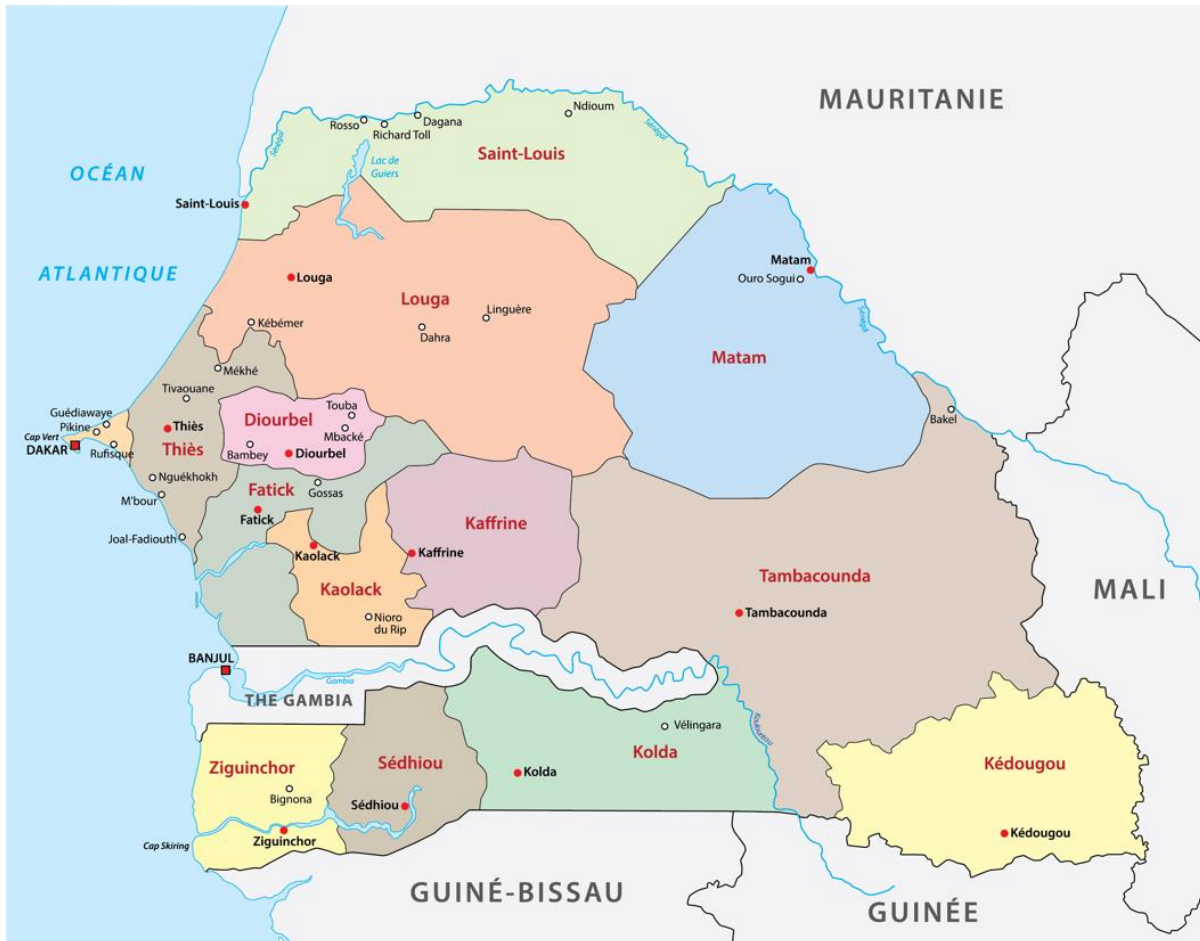 MAURITANIE
Ndioum
Dagana
Rosso
Richard Toll
Sénégal
Sénégal
Saint-Louis
Lac de
Guiers
OCÉAN
Saint-Louis
ATLANTIQUE
Matam
Ouro Sogui
Louga
Louga
Linguère
Dahra
Kébémer
Sénégal
Matam
Mékhé
Tivaouane
Guédiawaye
Pikine
Cap Vert
DAKAR
Rufisque
Thiès
Thiès
Diourbel
Touba
Mbacké
Bambey
Diourbel
Bakel
Nguékhokh
M'bour
Fatick
Gossas
Fatick
Joal-Fadiouth
Kaolack
Kaolack
Kaffrine
Kaffrine
Nioro
du Rip
Tambacounda
Tambacounda
MALI
BANJUL
Gambia
THE GAMBIA
Vélingara
Kolda
Kolda
Koulountou
Ziguinchor
Bignona
Sédhiou
Sédhiou
Cap Skiring
Ziguinchor
Kédougou
Kédougou
GUINÉ-BISSAU
GUINÉE